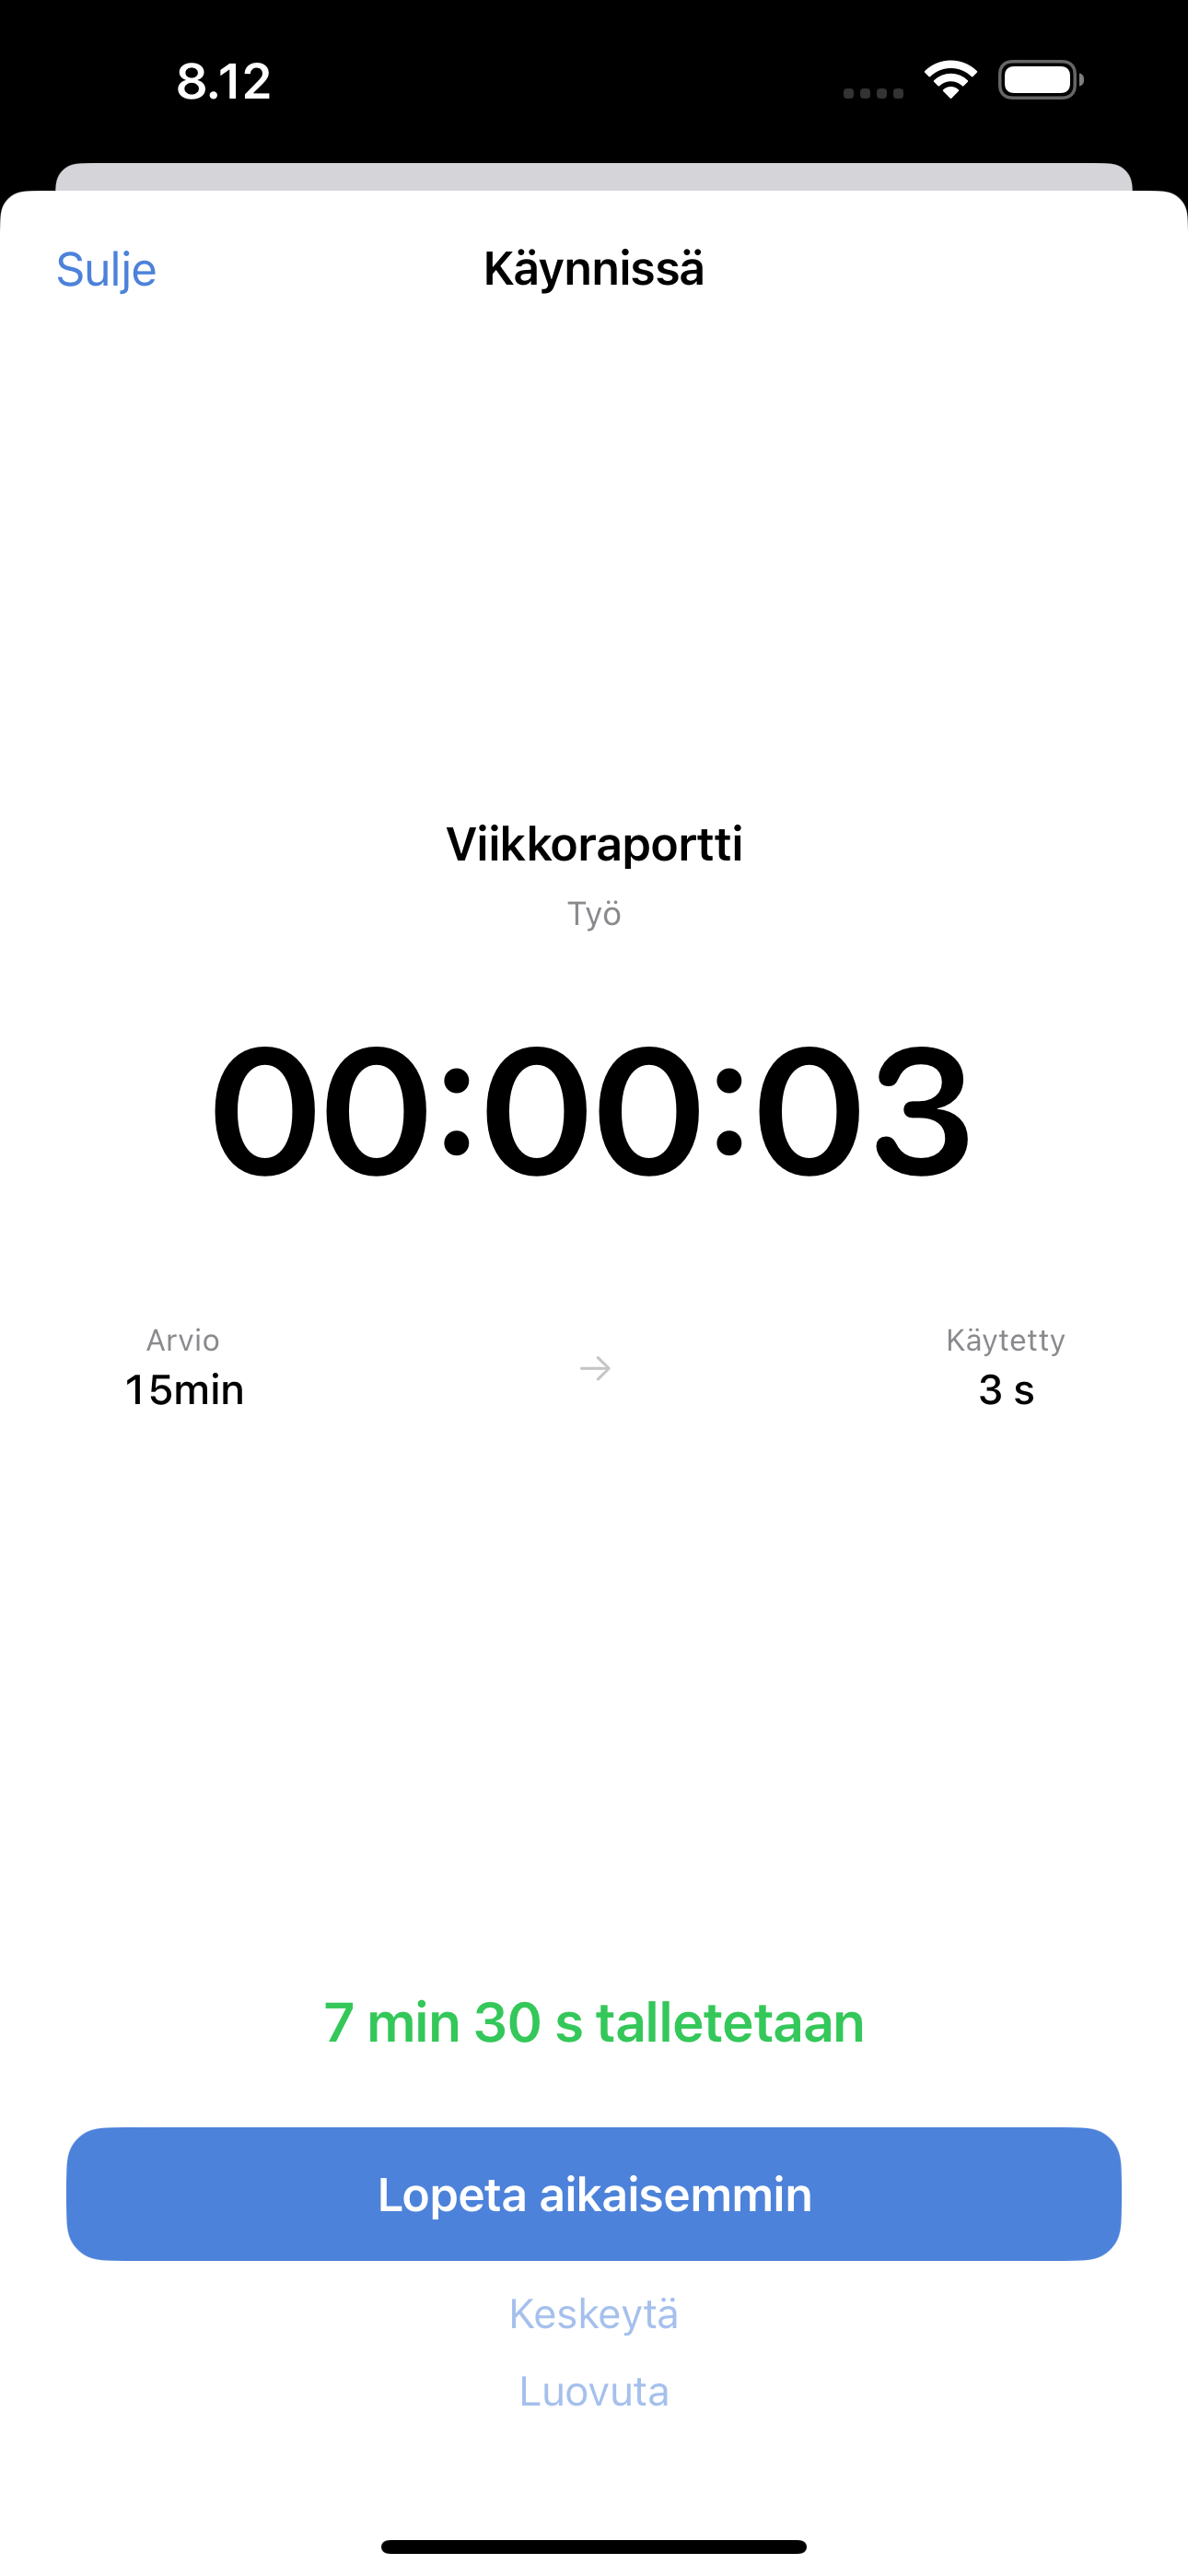 8.12
Sulje
Käynnissä
Viikkoraportti
Työ
00:00:03
Arvio
Käytetty
15min
3 s
7 min 30 s talletetaan
Lopeta aikaisemmin
Keskeytä
Luovuta